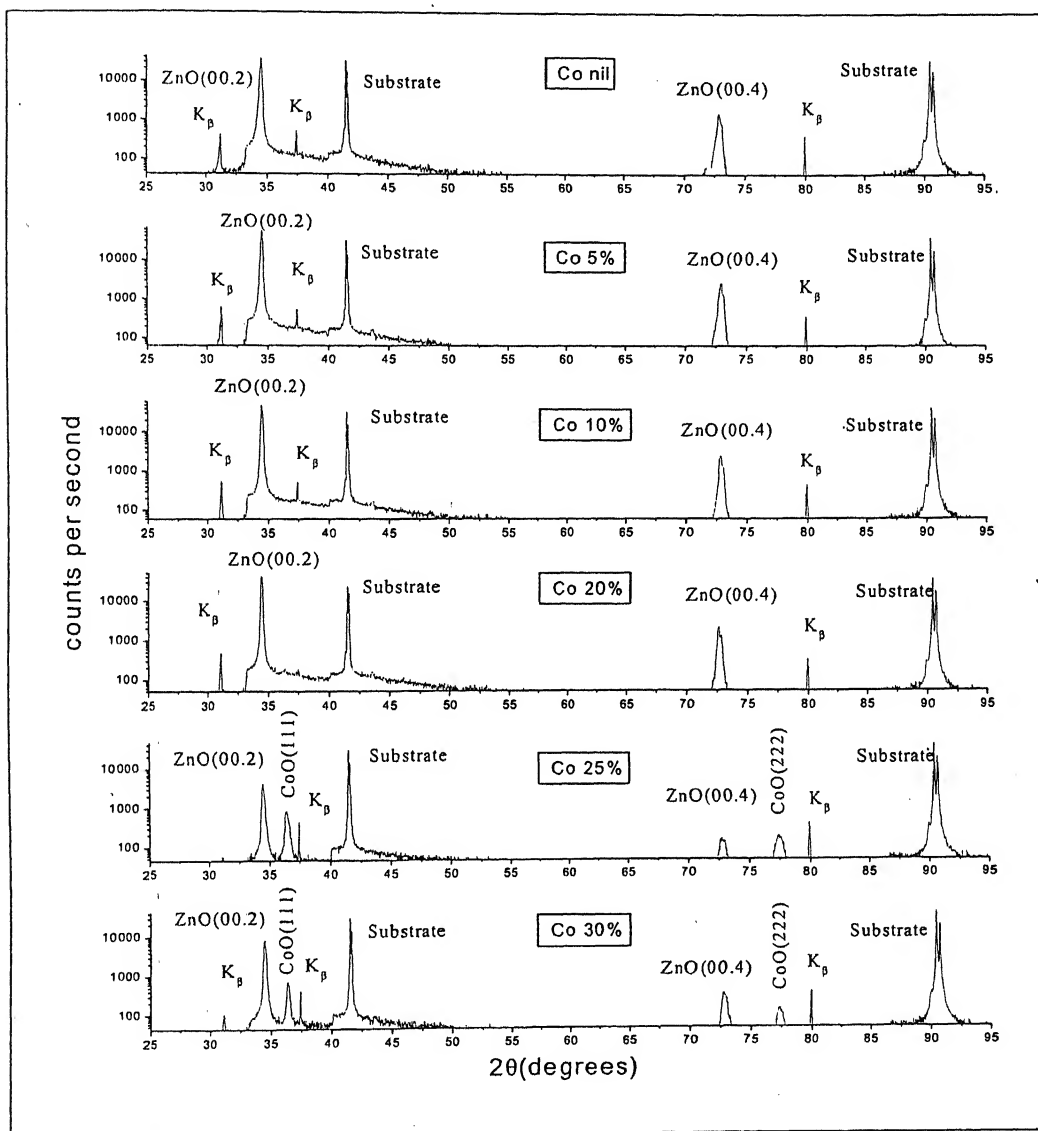 ZnO(00.2)
Substrate
Co nil
ZnO(00.4)
Substrate
Kβ
Kβ
Kβ
10000
1000
100
25 30 35 40 45 50 55 60 65 70 75 80 85 90 95
ZnO(00.2)
Substrate
Co 5%
ZnO(00.4)
Substrate
Kβ
Kβ
Kβ
10000
1000
100
25 30 35 40 45 50 55 60 65 70 75 80 85 90 95
ZnO(00.2)
Substrate
Co 10%
ZnO(00.4)
Substrate
Kβ
Kβ
Kβ
10000
1000
100
25 30 35 40 45 50 55 60 65 70 75 80 85 90 95
ZnO(00.2)
Substrate
Co 20%
ZnO(00.4)
Substrate
Kβ
Kβ
10000
1000
100
25 30 35 40 45 50 55 60 65 70 75 80 85 90 95
ZnO(00.2)
CoO(111)
Kβ
Substrate
Co 25%
ZnO(00.4)
CoO(222)
Kβ
Substrate
10000
1000
100
25 30 35 40 45 50 55 60 65 70 75 80 85 90 95
ZnO(00.2)
Kβ
CoO(111)
Kβ
Substrate
Co 30%
ZnO(00.4)
CoO(222)
Kβ
Substrate
10000
1000
100
25 30 35 40 45 50 55 60 65 70 75 80 85 90 95
counts per second
2θ(degrees)